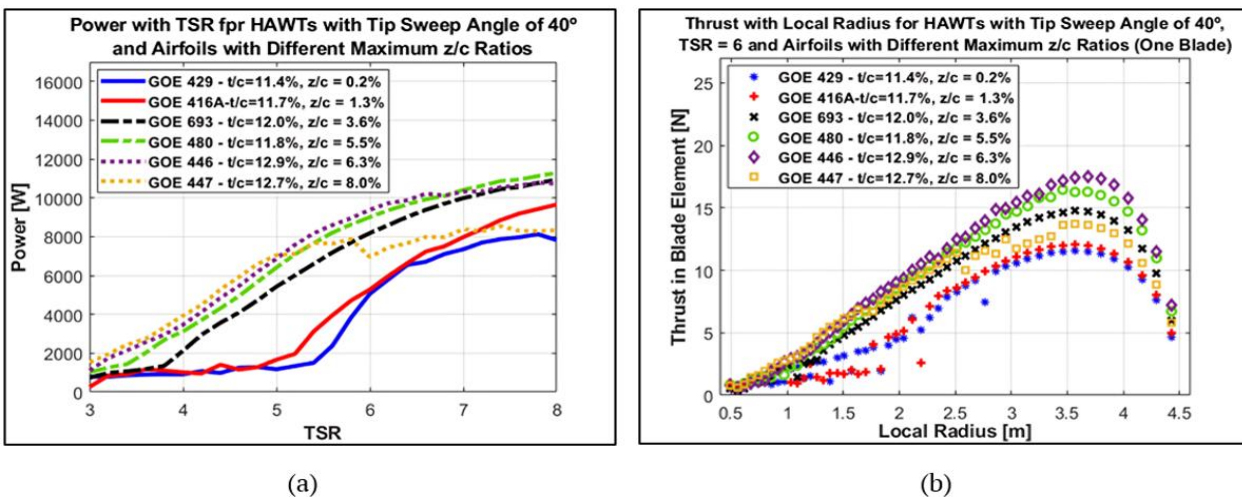 Power with TSR fpr HAWTs with Tip Sweep Angle of 40º
and Airfoils with Different Maximum z/c Ratios
16000
14000
12000
10000
8000
6000
4000
2000
0
Power [W]
GOE 429 - t/c=11.4%, z/c = 0.2%
GOE 416A-t/c=11.7%, z/c = 1.3%
GOE 693 - t/c=12.0%, z/c = 3.6%
GOE 480 - t/c=11.8%, z/c = 5.5%
GOE 446 - t/c=12.9%, z/c = 6.3%
GOE 447 - t/c=12.7%, z/c = 8.0%
3 4 5 6 7 8
TSR
(a)
Thrust with Local Radius for HAWTs with Tip Sweep Angle of 40º,
TSR = 6 and Airfoils with Different Maximum z/c Ratios (One Blade)
25
20
15
10
5
0
Thrust in Blade Element [N]
GOE 429 - t/c=11.4%, z/c = 0.2%
GOE 416A-t/c=11.7%, z/c = 1.3%
GOE 693 - t/c=12.0%, z/c = 3.6%
GOE 480 - t/c=11.8%, z/c = 5.5%
GOE 446 - t/c=12.9%, z/c = 6.3%
GOE 447 - t/c=12.7%, z/c = 8.0%
0.5 1 1.5 2 2.5 3 3.5 4 4.5
Local Radius [m]
(b)